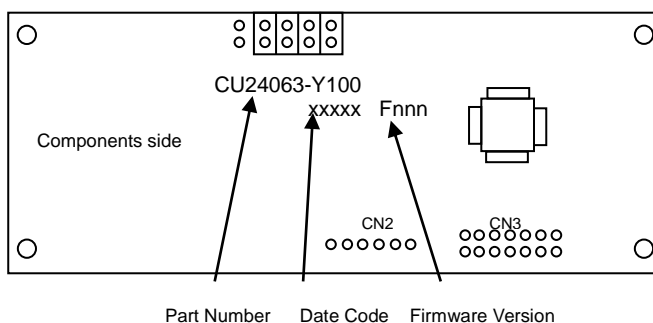 CU24063-Y100
xxxxx Fnnn
Components side
CN2 CN3
Part Number Date Code Firmware Version